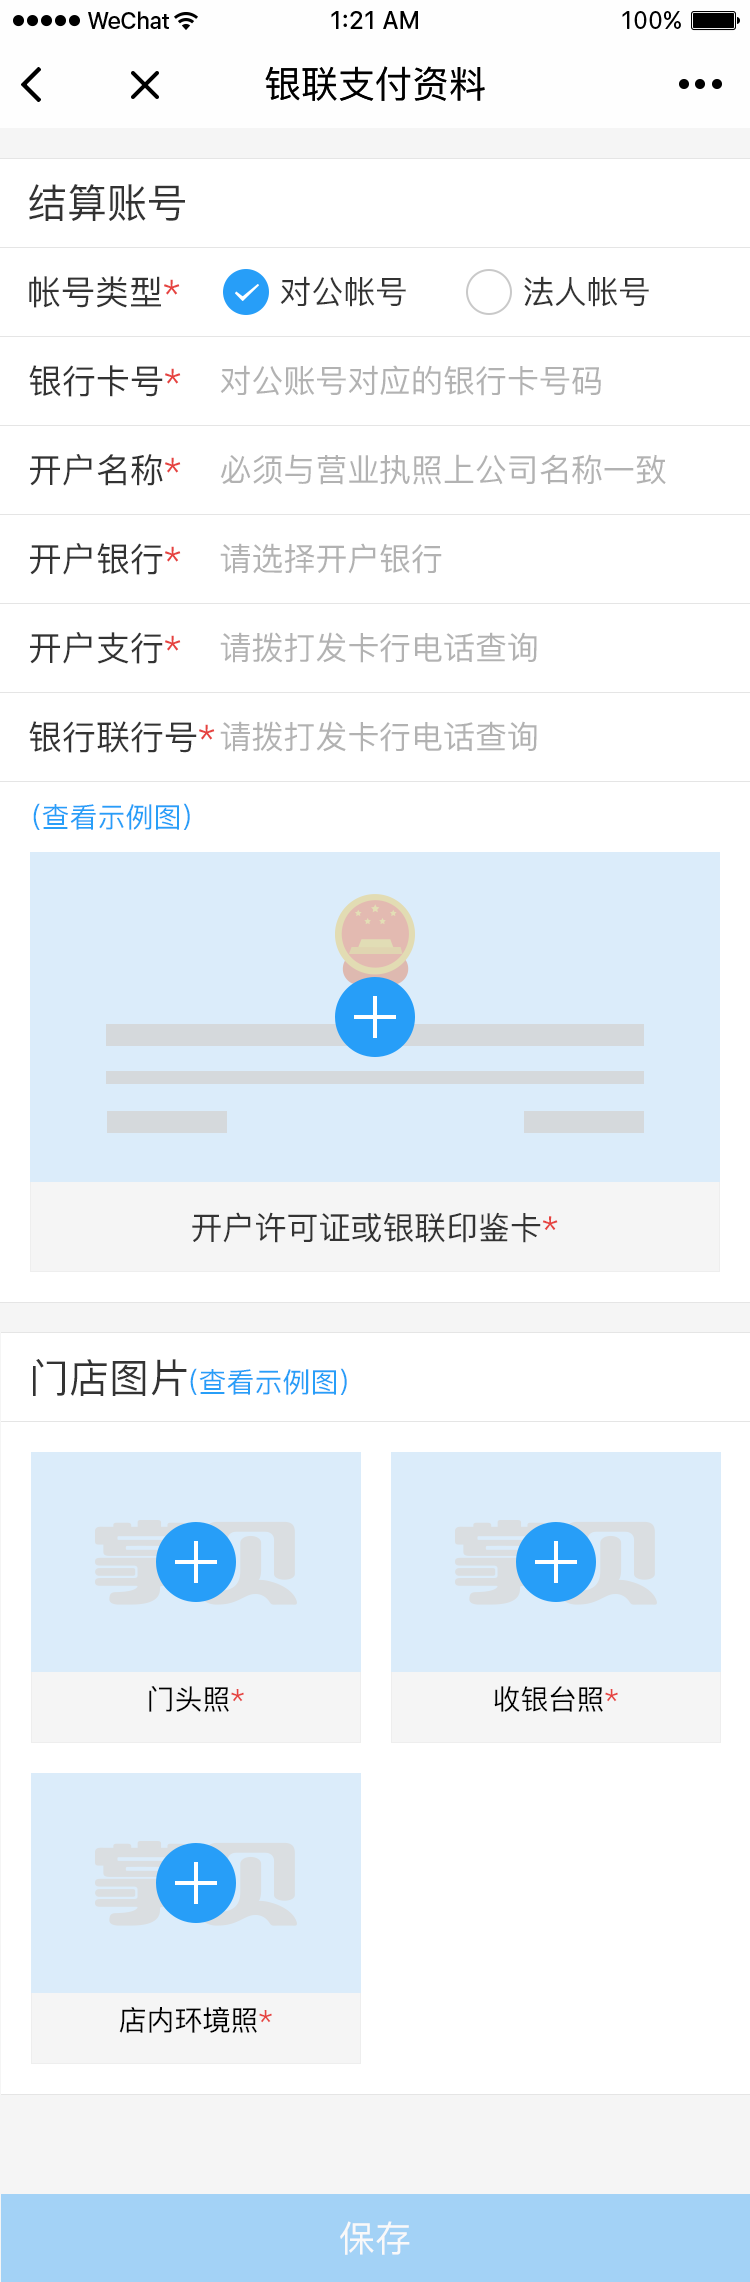 ●●●●● WeChat 1:21 AM 100%
银联支付资料
结算账号
帐号类型* 对公帐号 法人帐号
银行卡号* 对公账号对应的银行卡号码
开户名称* 必须与营业执照上公司名称一致
开户银行* 请选择开户银行
开户支行* 请拨打发卡行电话查询
银行联行号* 请拨打发卡行电话查询
(查看示例图)
开户许可证或银联印鉴卡*
门店图片(查看示例图)
门头照* 收银台照*
店内环境照*
保存